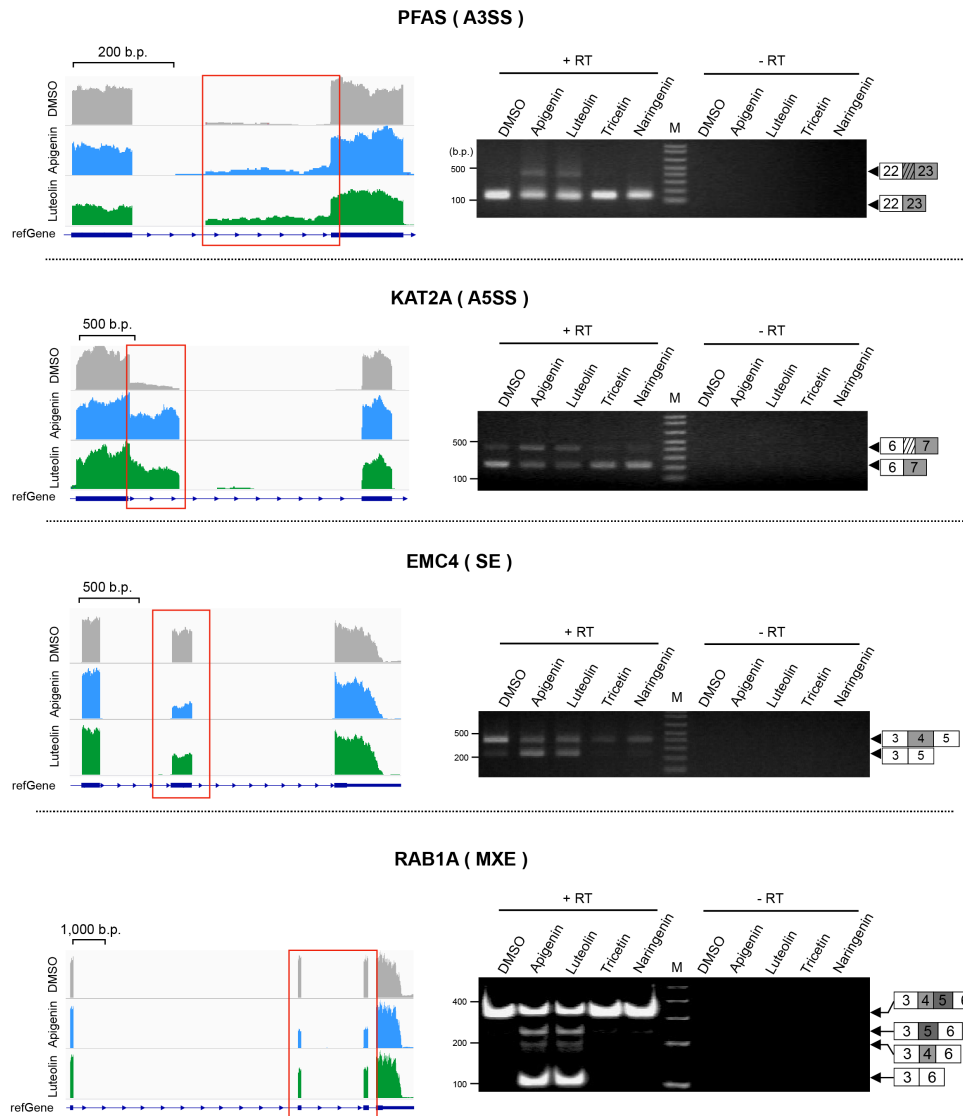 PFAS ( A3SS )
200 b.p.
DMSO
Apigenin
Luteolin
refGene
+ RT
- RT
DMSO
Apigenin
Luteolin
Tricetin
Naringenin
M
DMSO
Apigenin
Luteolin
Tricetin
Naringenin
(b.p.)
500
100
22 23
22 23
KAT2A ( A5SS )
500 b.p.
DMSO
Apigenin
Luteolin
refGene
+ RT
- RT
DMSO
Apigenin
Luteolin
Tricetin
Naringenin
M
DMSO
Apigenin
Luteolin
Tricetin
Naringenin
500
100
6 7
6 7
EMC4 ( SE )
500 b.p.
DMSO
Apigenin
Luteolin
refGene
+ RT
- RT
DMSO
Apigenin
Luteolin
Tricetin
Naringenin
M
DMSO
Apigenin
Luteolin
Tricetin
Naringenin
500
200
3 4 5
3 5
RAB1A ( MXE )
1,000 b.p.
DMSO
Apigenin
Luteolin
refGene
+ RT
- RT
DMSO
Apigenin
Luteolin
Tricetin
Naringenin
M
DMSO
Apigenin
Luteolin
Tricetin
Naringenin
400
200
100
3 4 5 6
3 5 6
3 4 6
3 6